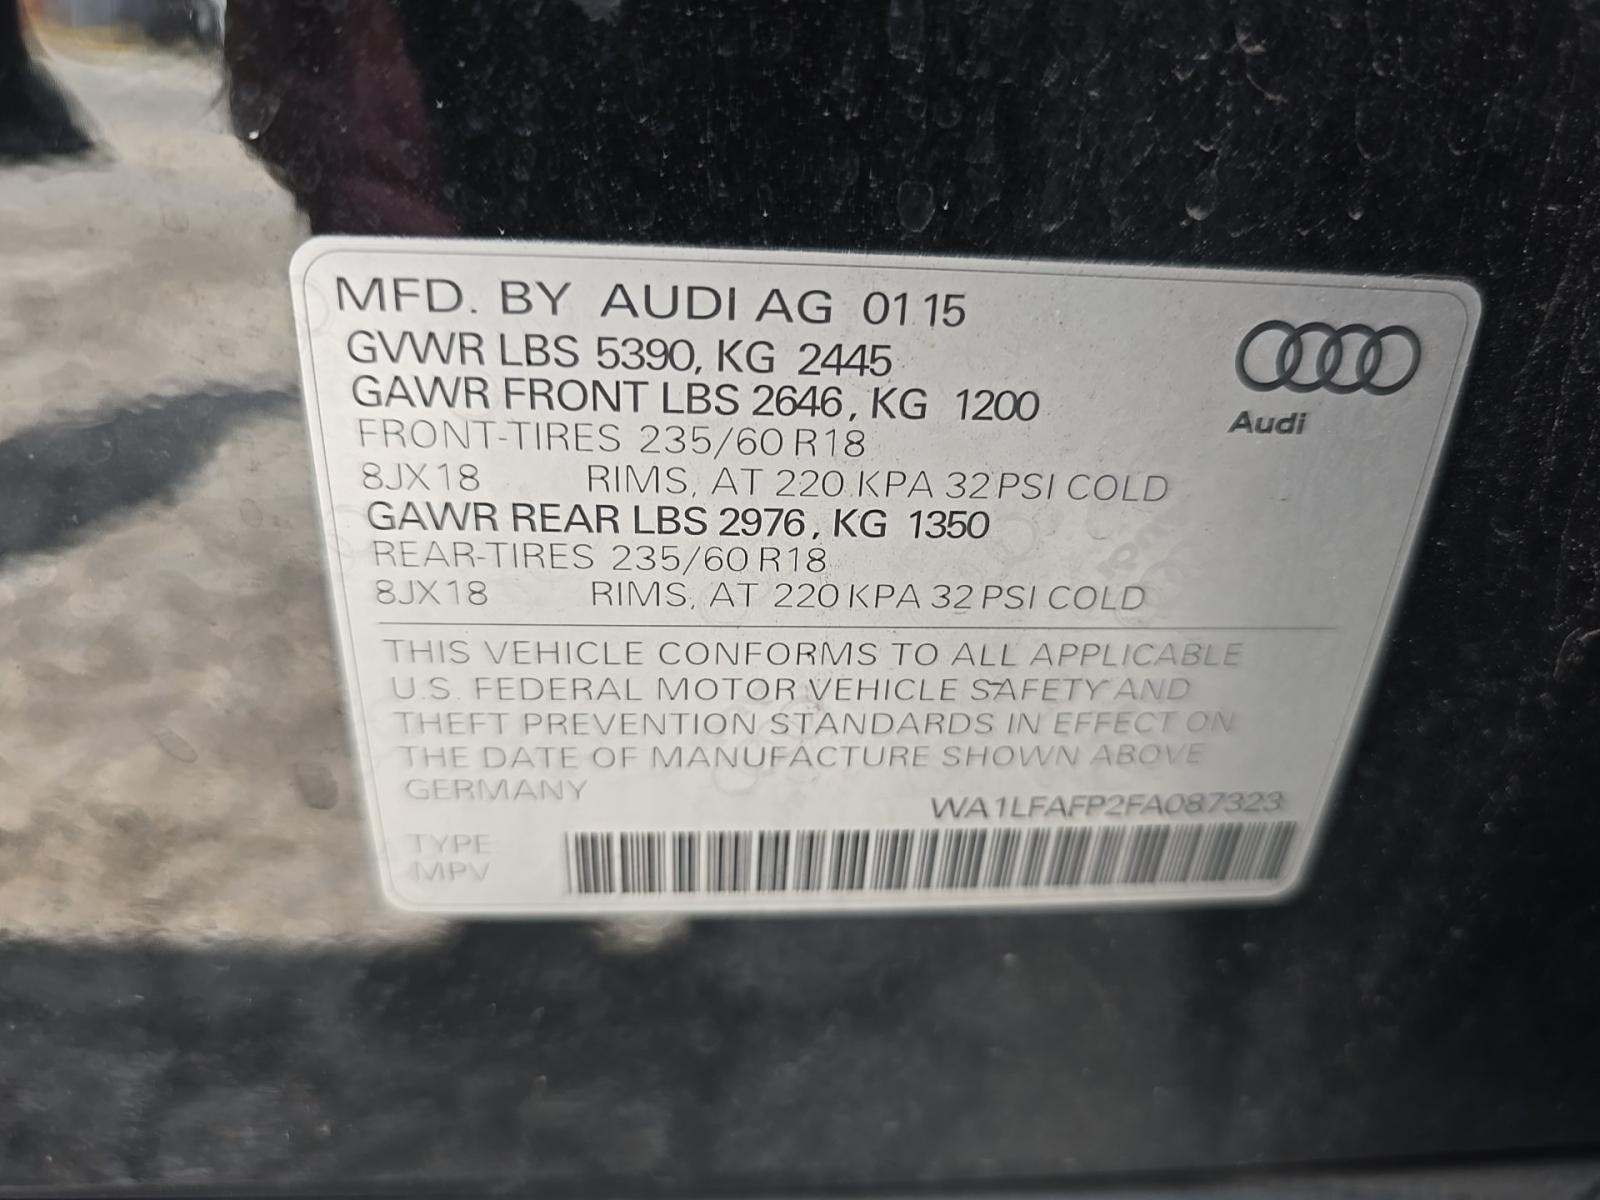 MFD. BY AUDI AG 01 15
GVWR LBS 5390, KG 2445
GAWR FRONT LBS 2646, KG 1200
FRONT-TIRES 235/60 R18
8JX18 RIMS, AT 220 KPA 32 PSI COLD
GAWR REAR LBS 2976, KG 1350
REAR-TIRES 235/60 R18
8JX18 RIMS, AT 220 KPA 32 PSI COLD
Audi
THIS VEHICLE CONFORMS TO ALL APPLICABLE
U.S. FEDERAL MOTOR VEHICLE SAFETY AND
THEFT PREVENTION STANDARDS IN EFFECT ON
THE DATE OF MANUFACTURE SHOWN ABOVE
GERMANY
WA1LFAFP2FA087323
TYPE
MPV